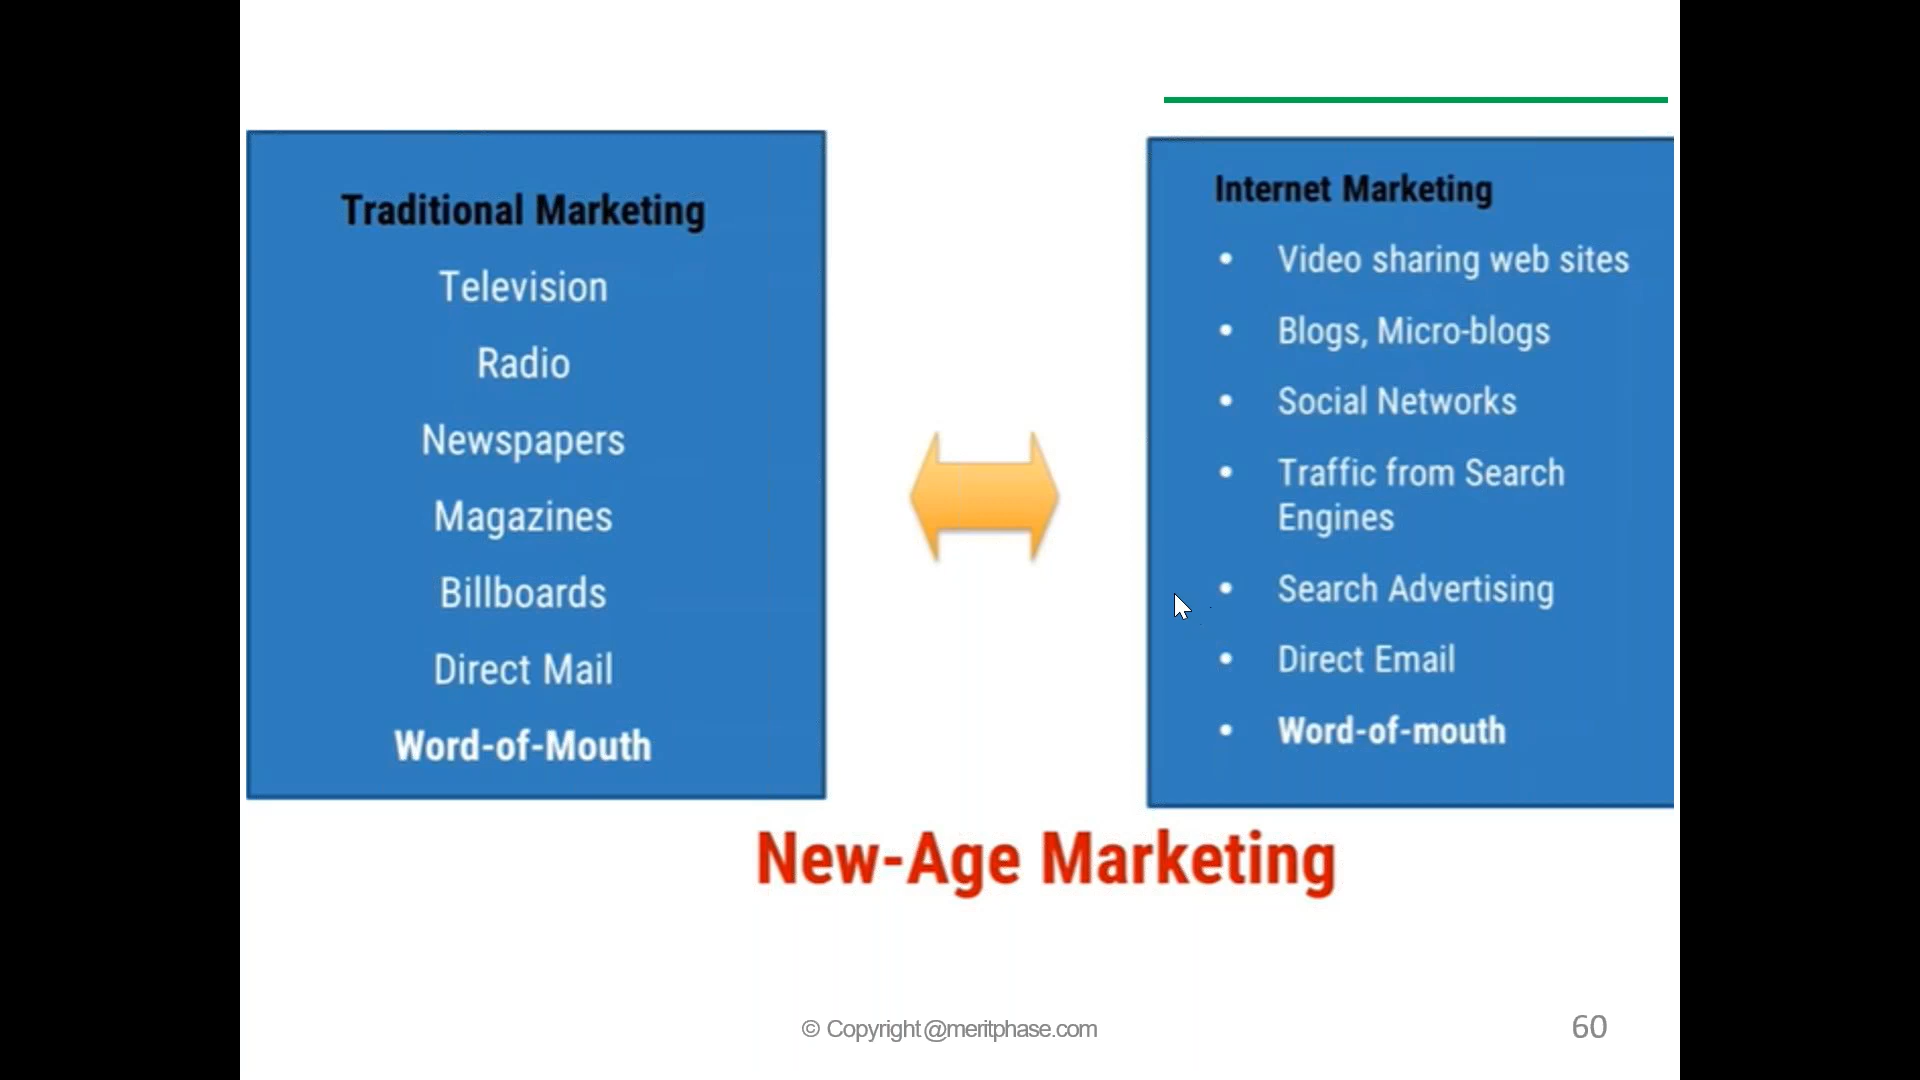 Traditional Marketing
Television
Radio
Newspapers
Magazines
Billboards
Direct Mail
Word-of-Mouth
Internet Marketing
• Video sharing web sites
• Blogs, Micro-blogs
• Social Networks
• Traffic from Search
Engines
• Search Advertising
• Direct Email
• Word-of-mouth
New-Age Marketing
© Copyright@meritphase.com
60